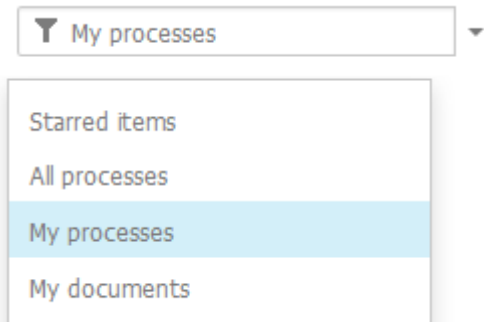 My processes
Starred items
All processes
My processes
My documents